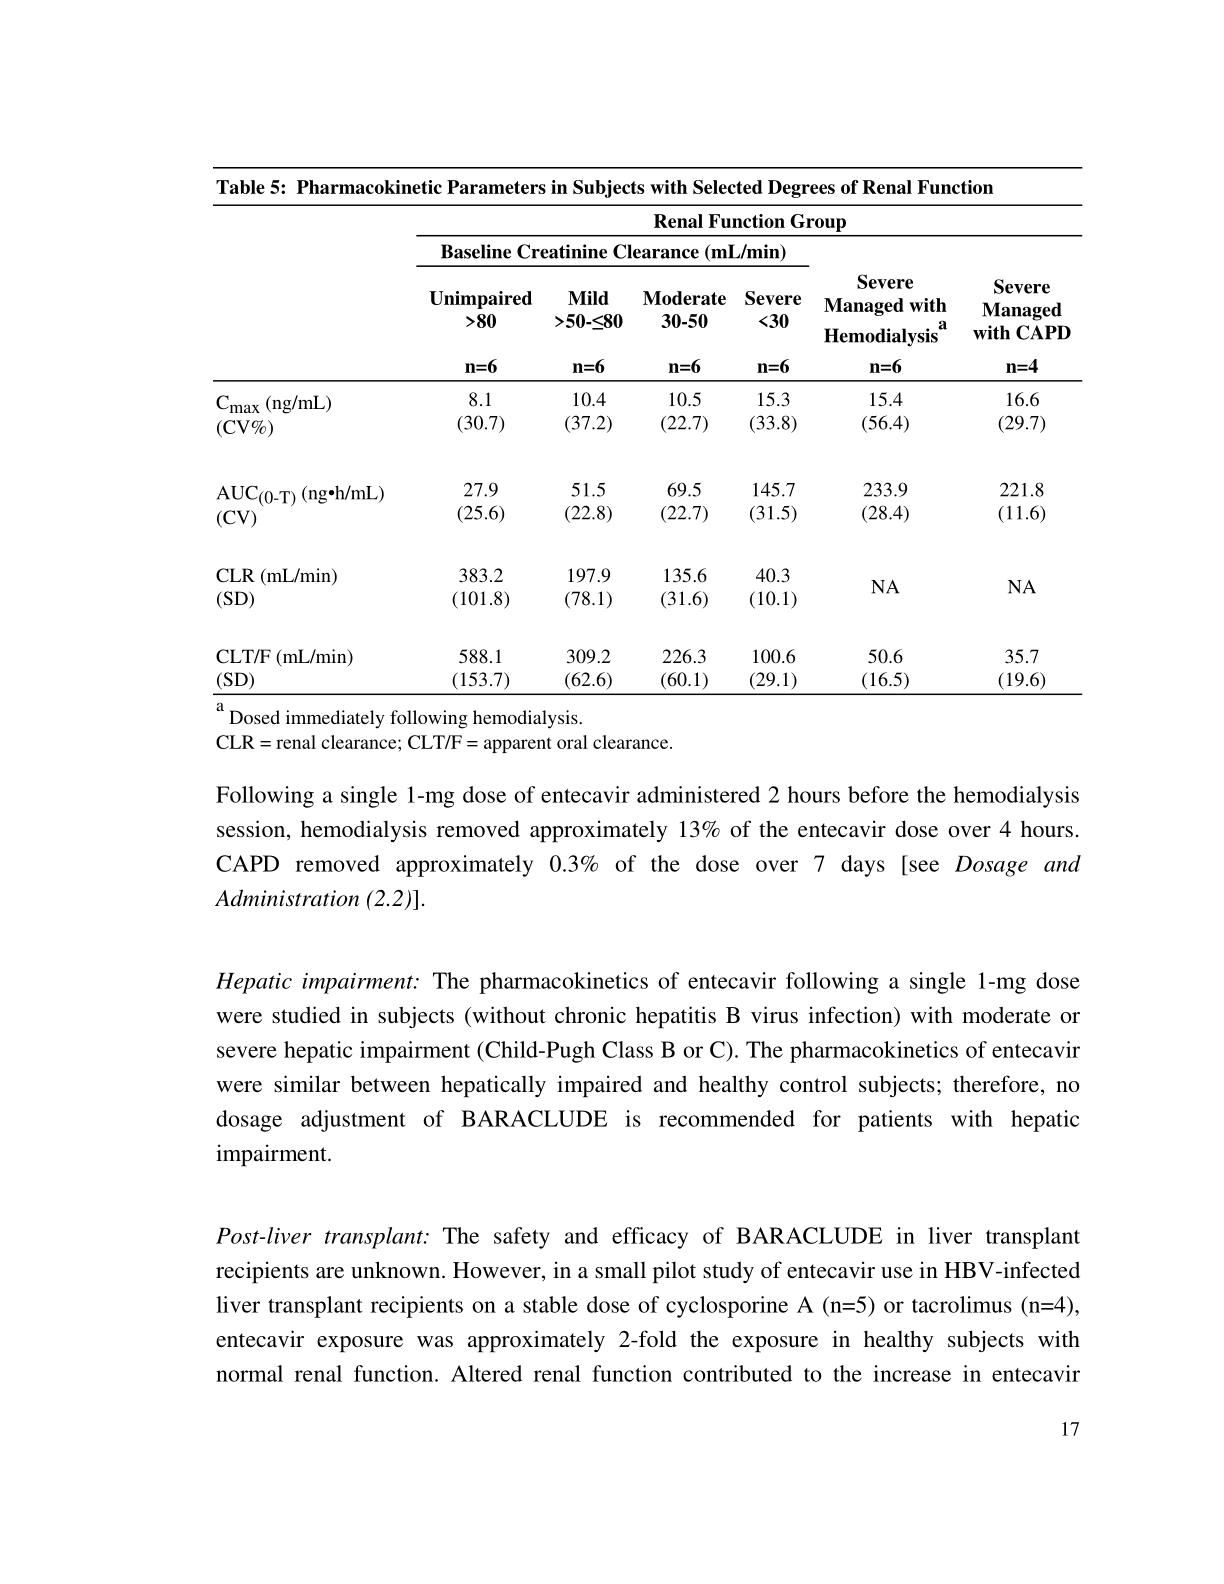 Table 5: Pharmacokinetic Parameters in Subjects with Selected Degrees of Renal Function
Renal Function Group
Baseline Creatinine Clearance (mL/min)
Unimpaired >80 n=6
Mild >50-≤80 n=6
Moderate 30-50 n=6
Severe <30 n=6
Severe Managed with Hemodialysisa n=6
Severe Managed with CAPD n=4
Cmax (ng/mL) 8.1 10.4 10.5 15.3 15.4 16.6
(CV%) (30.7) (37.2) (22.7) (33.8) (56.4) (29.7)
AUC(0-T) (ng•h/mL) 27.9 51.5 69.5 145.7 233.9 221.8
(CV) (25.6) (22.8) (22.7) (31.5) (28.4) (11.6)
CLR (mL/min) 383.2 197.9 135.6 40.3 NA NA
(SD) (101.8) (78.1) (31.6) (10.1)
CLT/F (mL/min) 588.1 309.2 226.3 100.6 50.6 35.7
(SD) (153.7) (62.6) (60.1) (29.1) (16.5) (19.6)
a Dosed immediately following hemodialysis.
CLR = renal clearance; CLT/F = apparent oral clearance.
Following a single 1-mg dose of entecavir administered 2 hours before the hemodialysis
session, hemodialysis removed approximately 13% of the entecavir dose over 4 hours.
CAPD removed approximately 0.3% of the dose over 7 days [see Dosage and
Administration (2.2)].
Hepatic impairment: The pharmacokinetics of entecavir following a single 1-mg dose
were studied in subjects (without chronic hepatitis B virus infection) with moderate or
severe hepatic impairment (Child-Pugh Class B or C). The pharmacokinetics of entecavir
were similar between hepatically impaired and healthy control subjects; therefore, no
dosage adjustment of BARACLUDE is recommended for patients with hepatic
impairment.
Post-liver transplant: The safety and efficacy of BARACLUDE in liver transplant
recipients are unknown. However, in a small pilot study of entecavir use in HBV-infected
liver transplant recipients on a stable dose of cyclosporine A (n=5) or tacrolimus (n=4),
entecavir exposure was approximately 2-fold the exposure in healthy subjects with
normal renal function. Altered renal function contributed to the increase in entecavir
17